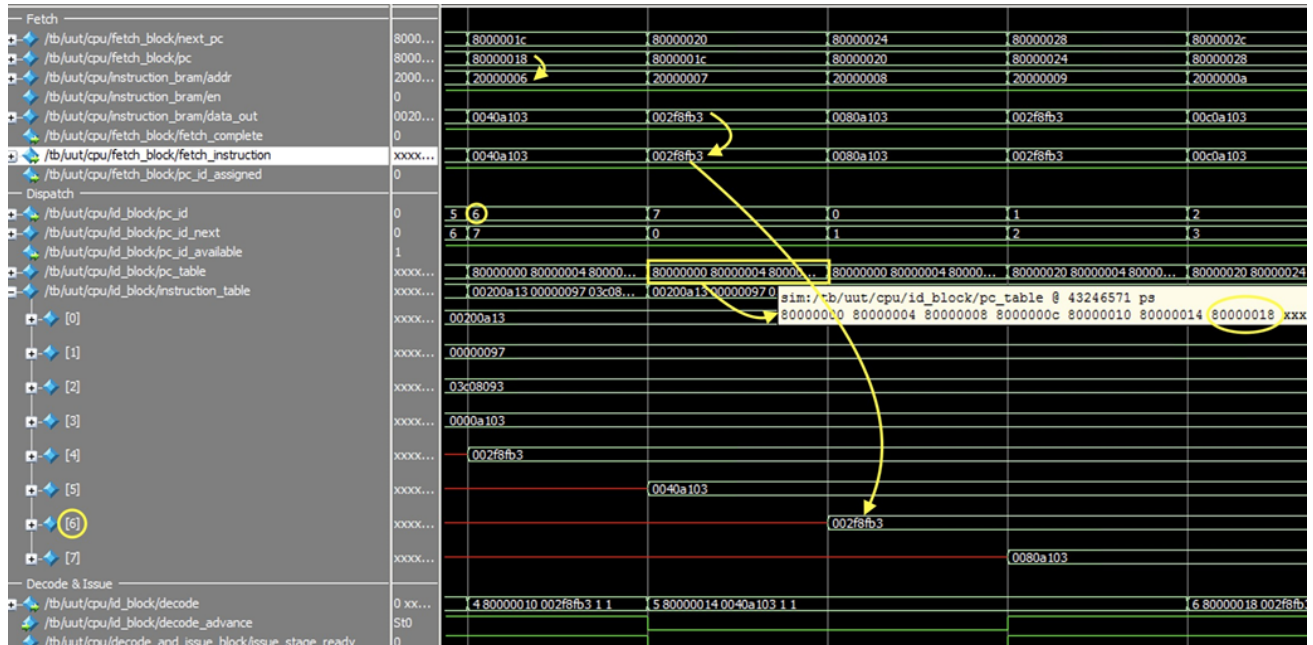 Fetch
/tb/uut/cpu/fetch_block/next_pc 8000... 8000001c 80000020 80000024 80000028 8000002c
/tb/uut/cpu/fetch_block/pc 8000... 80000018 8000001c 80000020 80000024 80000028
/tb/uut/cpu/instruction_bram/addr 2000... 20000006 20000007 20000008 20000009 2000000a
/tb/uut/cpu/instruction_bram/en 0
/tb/uut/cpu/instruction_bram/data_out 0020... 0040a103 002f8fb3 0080a103 002f8fb3 00c0a103
/tb/uut/cpu/fetch_block/fetch_complete 0
/tb/uut/cpu/fetch_block/fetch_instruction xxxx... 0040a103 002f8fb3 0080a103 002f8fb3 00c0a103
/tb/uut/cpu/fetch_block/pc_id_assigned 0
Dispatch
/tb/uut/cpu/id_block/pc_id 0 5 6 7 0 1 2
/tb/uut/cpu/id_block/pc_id_next 0 6 7 0 1 2 3
/tb/uut/cpu/id_block/pc_id_available 1
/tb/uut/cpu/id_block/pc_table xxxx... 80000000 80000004 80000... 80000000 80000004 80000... 80000000 80000004 80000... 80000020 80000004 80000... 80000020 80000024
/tb/uut/cpu/id_block/instruction_table xxxx... 00200a13 00000097 03c08... 00200a13 00000097 0
sim:/tb/uut/cpu/id_block/pc_table @ 43246571 ps
80000000 80000004 80000008 8000000c 80000010 80000014 80000018 xxx
[0] xxxx... 00200a13
[1] xxxx... 00000097
[2] xxxx... 03c08093
[3] xxxx... 0000a103
[4] xxxx... 002f8fb3
[5] xxxx... 0040a103
[6] xxxx... 002f8fb3
[7] xxxx... 0080a103
Decode & Issue
/tb/uut/cpu/id_block/decode 0 xx... 4 80000010 002f8fb3 1 1 5 80000014 0040a103 1 1 6 80000018 002f8fb
/tb/uut/cpu/id_block/decode_advance St0
/tb/uut/cpu/decode_and_issue_block/issue_stage_ready 0